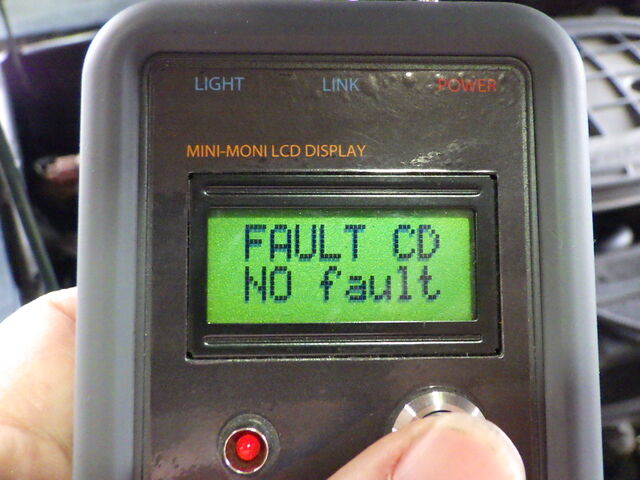 LIGHT LINK POWER
MINI-MONI LCD DISPLAY
FAULT CD
NO fault